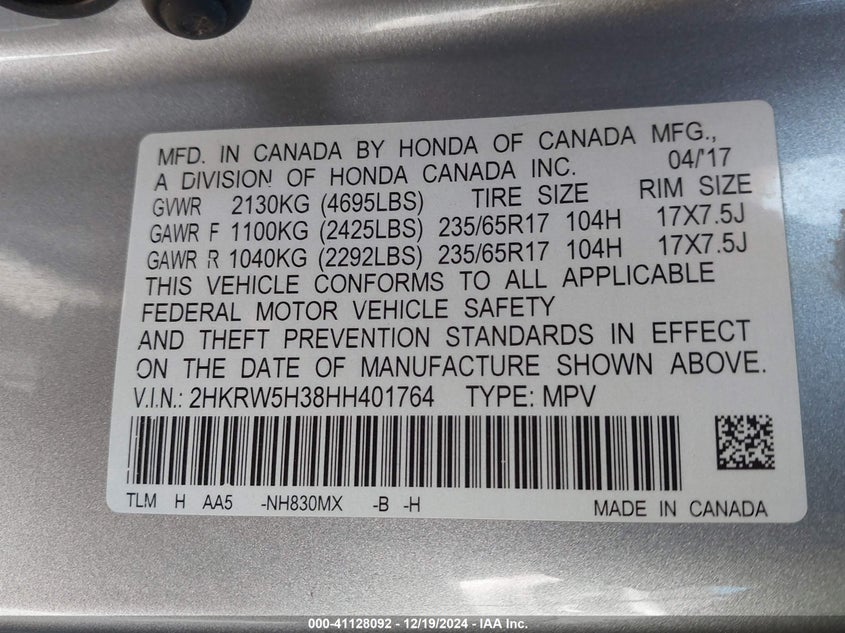 MFD. IN CANADA BY HONDA OF CANADA MFG.,
A DIVISION OF HONDA CANADA INC. 04/'17
GVWR 2130KG (4695LBS) TIRE SIZE RIM SIZE
GAWR F 1100KG (2425LBS) 235/65R17 104H 17X7.5J
GAWR R 1040KG (2292LBS) 235/65R17 104H 17X7.5J
THIS VEHICLE CONFORMS TO ALL APPLICABLE
FEDERAL MOTOR VEHICLE SAFETY
AND THEFT PREVENTION STANDARDS IN EFFECT
ON THE DATE OF MANUFACTURE SHOWN ABOVE.
V.I.N.: 2HKRW5H38HH401764 TYPE: MPV
TLM H AA5 -NH830MX -B -H MADE IN CANADA
000-41128092 - 12/19/2024 - IAA Inc.